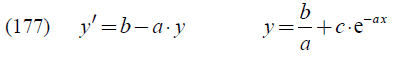 (177) y′=b−a·y y=b/a+c·e^−ax